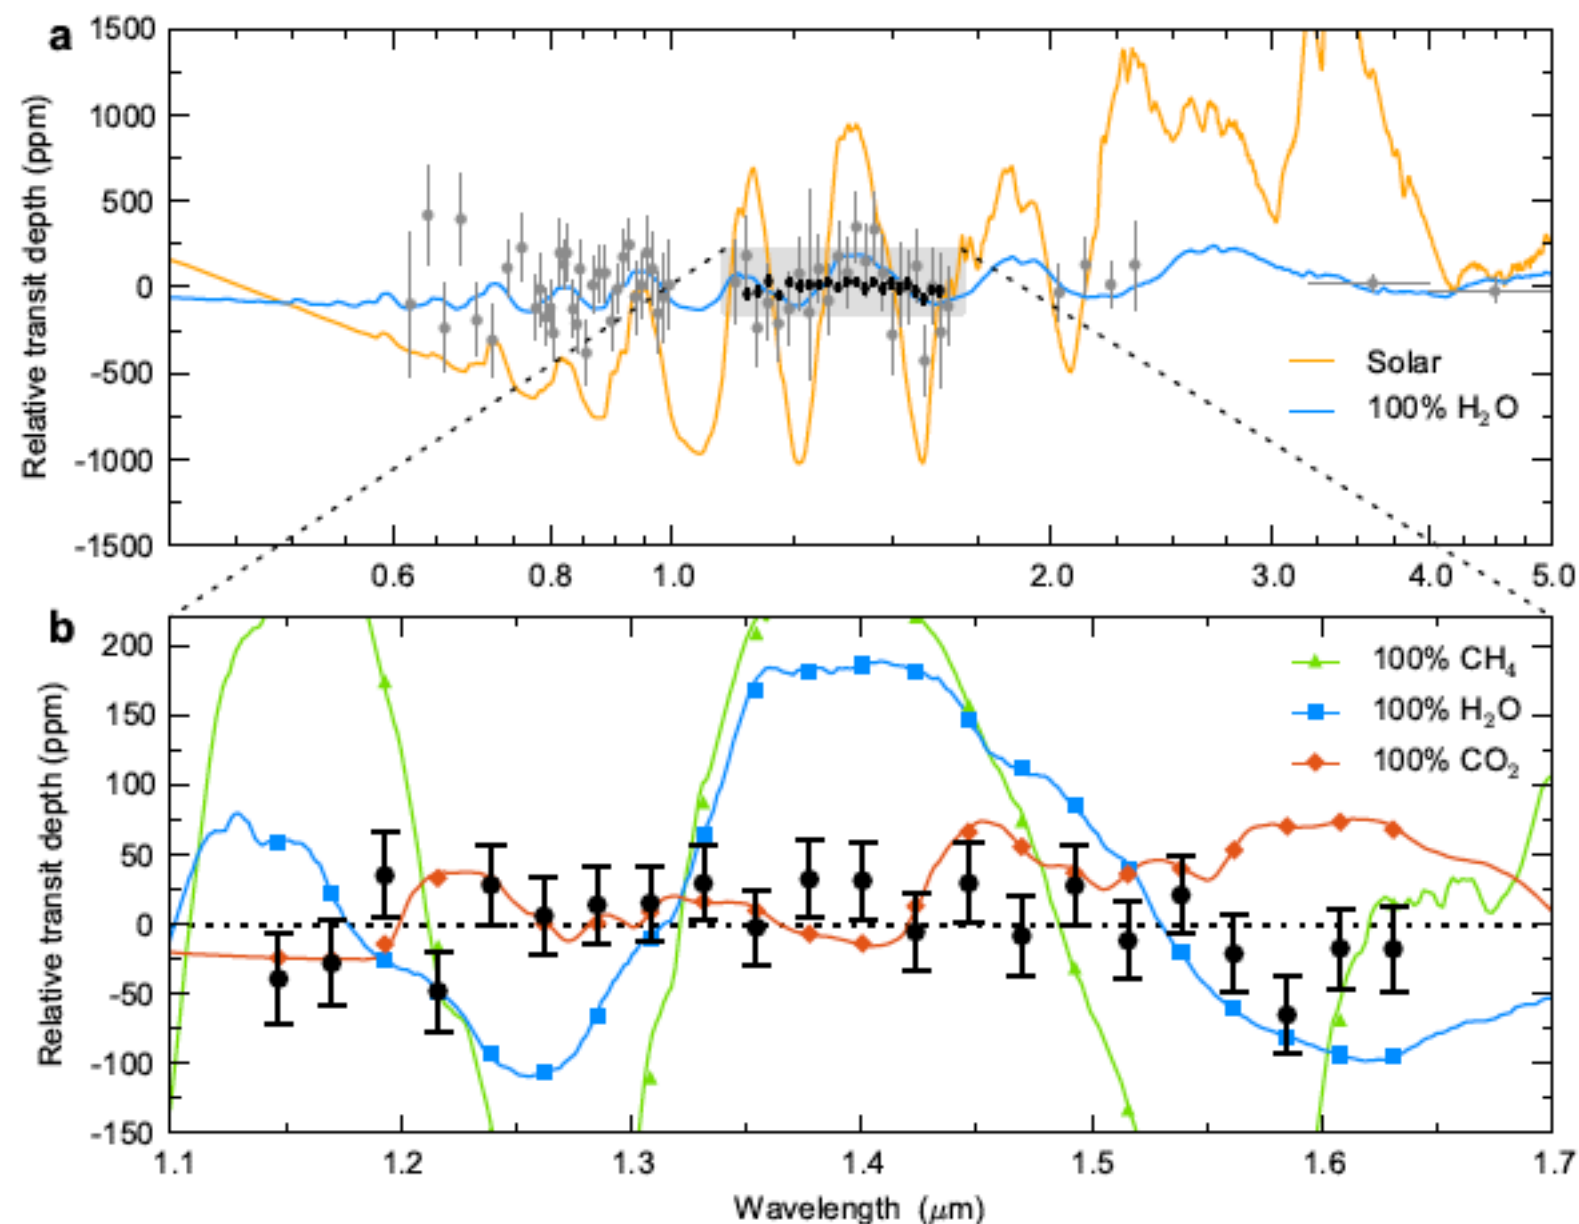 a
1500
1000
500
0
-500
-1000
-1500
Relative transit depth (ppm)
Solar
100% H₂O
0.6 0.8 1.0 2.0 3.0 4.0 5.0
b
200
150
100
50
0
-50
-100
-150
Relative transit depth (ppm)
100% CH₄
100% H₂O
100% CO₂
1.1 1.2 1.3 1.4 1.5 1.6 1.7
Wavelength (μm)